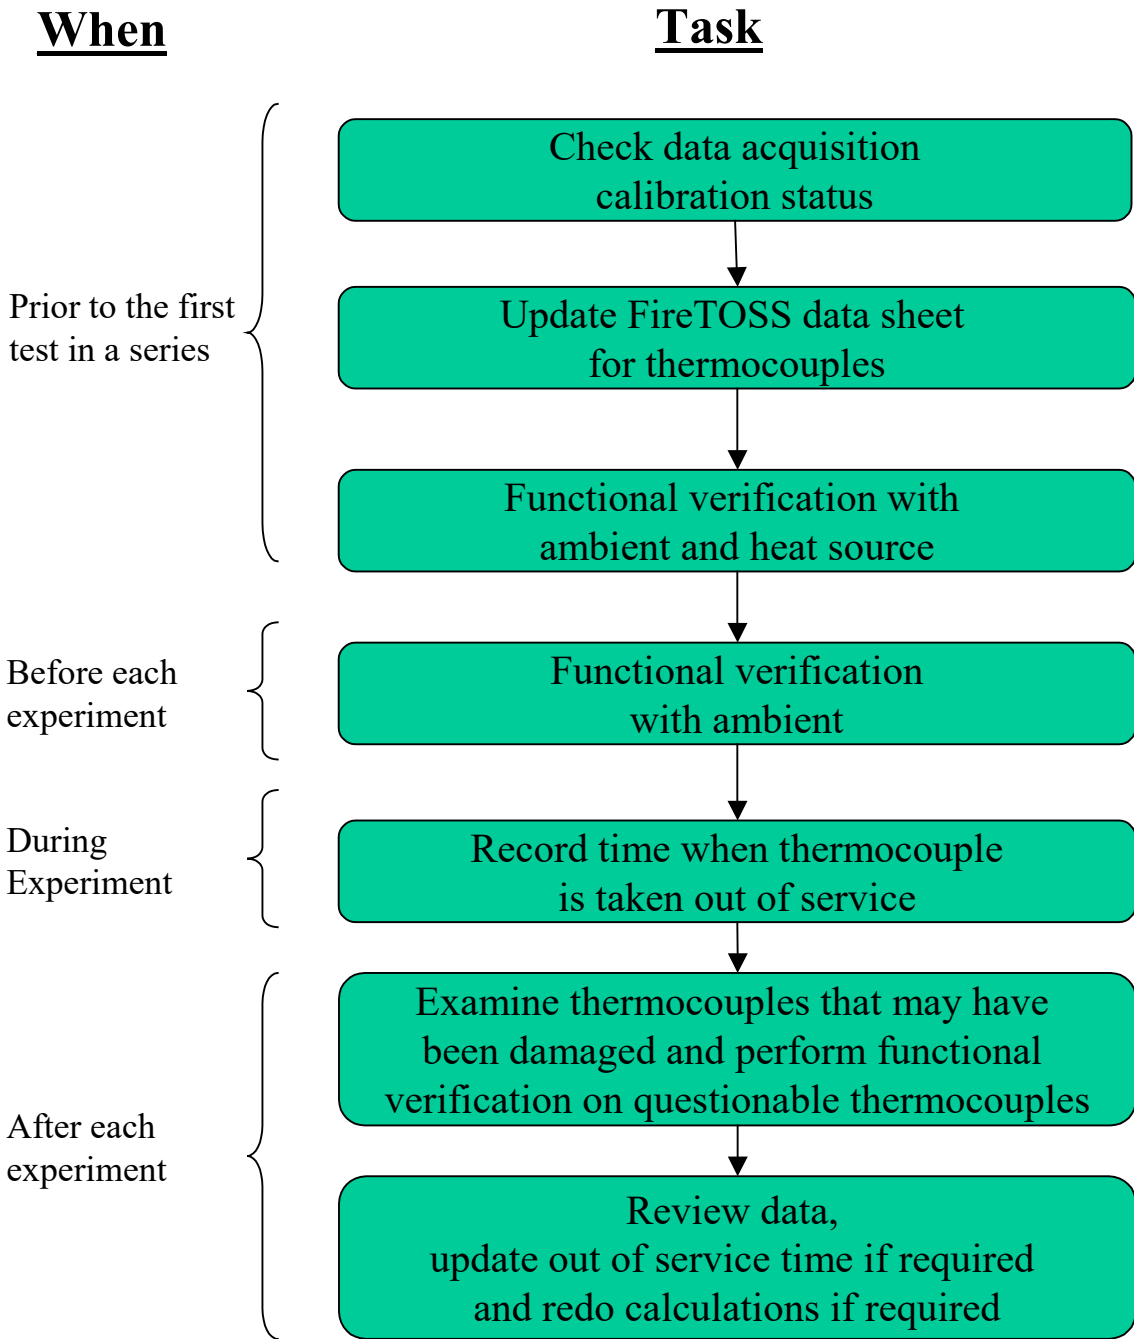 When
Task
Prior to the first
test in a series
Check data acquisition
calibration status
Update FireTOSS data sheet
for thermocouples
Functional verification with
ambient and heat source
Before each
experiment
Functional verification
with ambient
During
Experiment
Record time when thermocouple
is taken out of service
After each
experiment
Examine thermocouples that may have
been damaged and perform functional
verification on questionable thermocouples
Review data,
update out of service time if required
and redo calculations if required